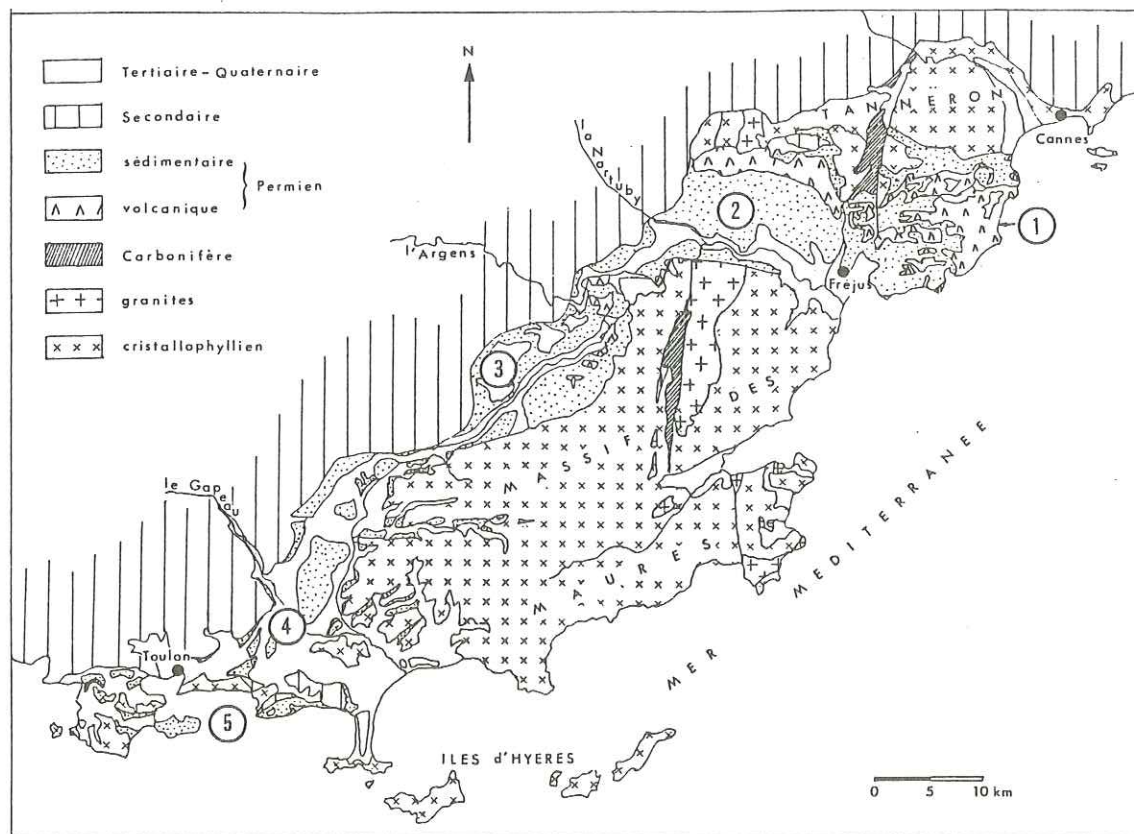 N
Tertiaire-Quaternaire
Secondaire
sédimentaire
Permien
volcanique
Carbonifère
granites
cristallophyllien
la Nartuby
l'Argens
le Gapeau
TANNERON
Cannes
1
2
Fréjus
3
MASSIF DES MAURES
MER MEDITERRANEE
4
Toulon
5
ILES d'HYERES
0 5 10 km